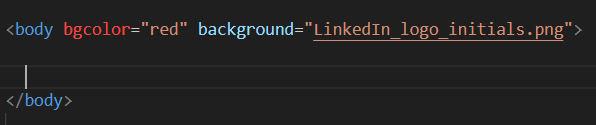 <body bgcolor="red" background="LinkedIn_logo_initials.png">
</body>